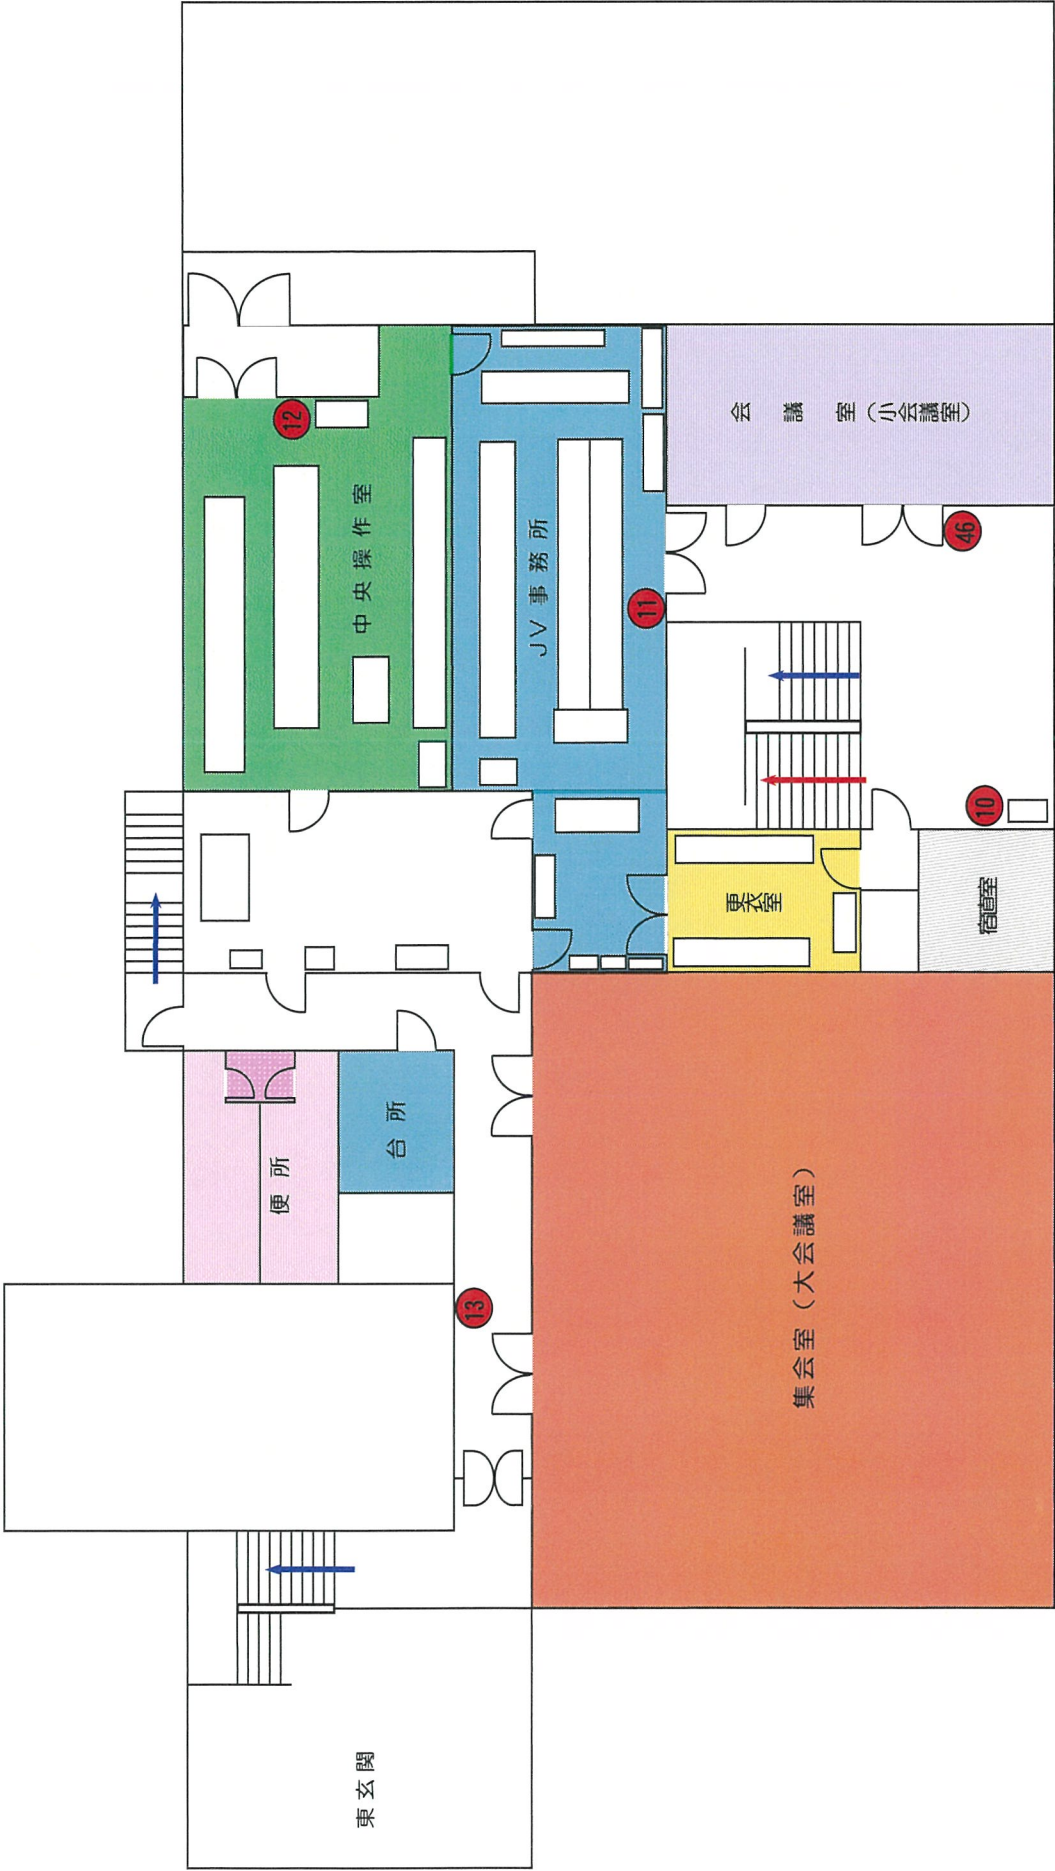 東玄関
便所
台所
13
集会室（大会議室）
中央操作室
12
JV事務所
11
更衣室
宿直室
10
会議室（小会議室）
46